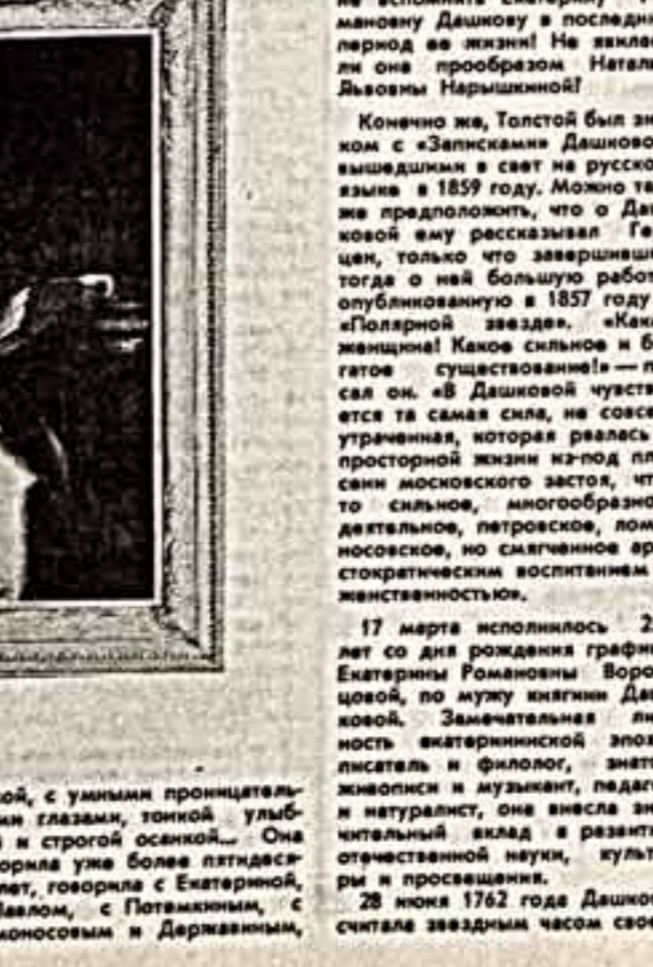 ой, с умными проницатель-
ми глазами, тонкой улыб-
и строгой осанкой... Она
орила уже более пятидеся-
лет, говорила с Екатериной,
Павлом, с Потемкиным, с
моносовым и Державиным,
не вспомнить Екатерину
мановну Дашкову в последни
период ее жизни! Не явилас
ли она прообразом Натали
Львовны Нарышкиной?
Конечно же, Толстой был зн
ком с «Записками» Дашково
вышедшими в свет на русско
языке в 1859 году. Можно та
же предположить, что о Даш
ковой ему рассказывал Ге
цен, только что завершивши
тогда о ней большую работ
опубликованную в 1857 году
«Полярной звезде». «Кака
женщина! Какое сильное и б
гатое существование!» — п
сал он. «В Дашковой чувств
ется та самая сила, не совсе
утраченная, которая рвалась
просторной жизни из-под пл
сени московского застоя, чт
то сильное, многообразно
деятельное, петровское, лом
носовское, но смягченное ар
стократическим воспитанием
женственностью».
17 марта исполнилось 2
лет со дня рождения графин
Екатерины Романовны Воро
цовой, по мужу княгини Даш
ковой. Замечательная ли
ность екатерининской эпох
писатель и филолог, знато
живописи и музыкант, педаго
и натуралист, она внесла зн
чительный вклад в развити
отечественной науки, культ
ры и просвещения.
28 июня 1762 года Дашков
считала звездным часом свое